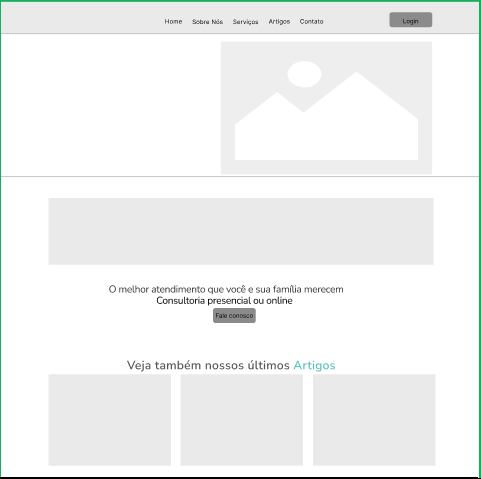 Home Sobre Nós Serviços Artigos Contato Login
O melhor atendimento que você e sua família merecem
Consultoria presencial ou online
Fale conosco
Veja também nossos últimos Artigos